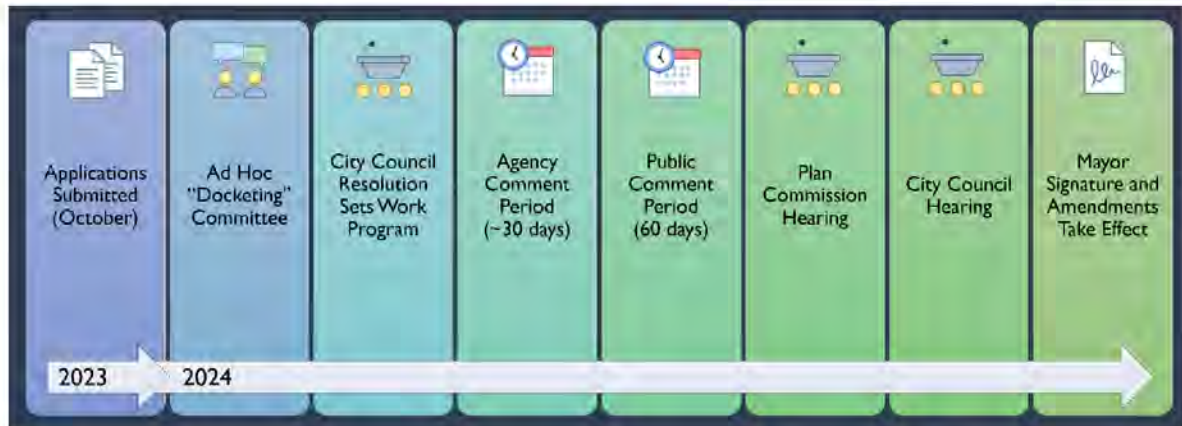 Applications
Submitted
(October)
Ad Hoc
"Docketing"
Committee
City Council
Resolution
Sets Work
Program
Agency
Comment
Period
(~30 days)
Public
Comment
Period
(60 days)
Plan
Commission
Hearing
City Council
Hearing
Mayor
Signature and
Amendments
Take Effect
2023
2024